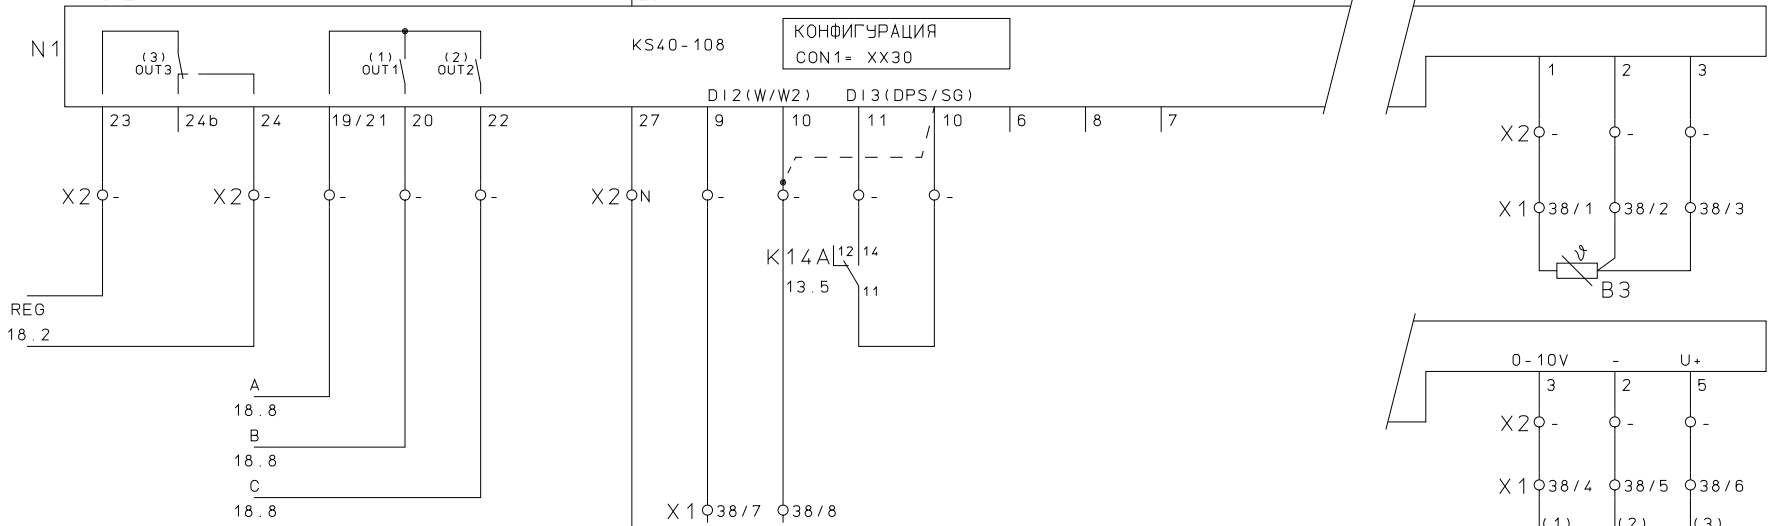 N1
KS40-108
КОНФИГУРАЦИЯ
CON1= XX30
(3)
OUT3
(1)
OUT1
(2)
OUT2
DI2(W/W2) DI3(DPS/SG)
23 24b 24 19/21 20 22 27 9 10 11 10 6 8 7
1 2 3
X2 - - -
X2 - X2 - - - - X2 N - - - -
X1 38/1 38/2 38/3
K14A 12 14
13.5 11
B3
REG
18.2
0-10V - U+
3 2 5
A
18.8
X2 - - -
B
18.8
C
18.8
X1 38/4 38/5 38/6
X1 38/7 38/8
(1) (2) (3)